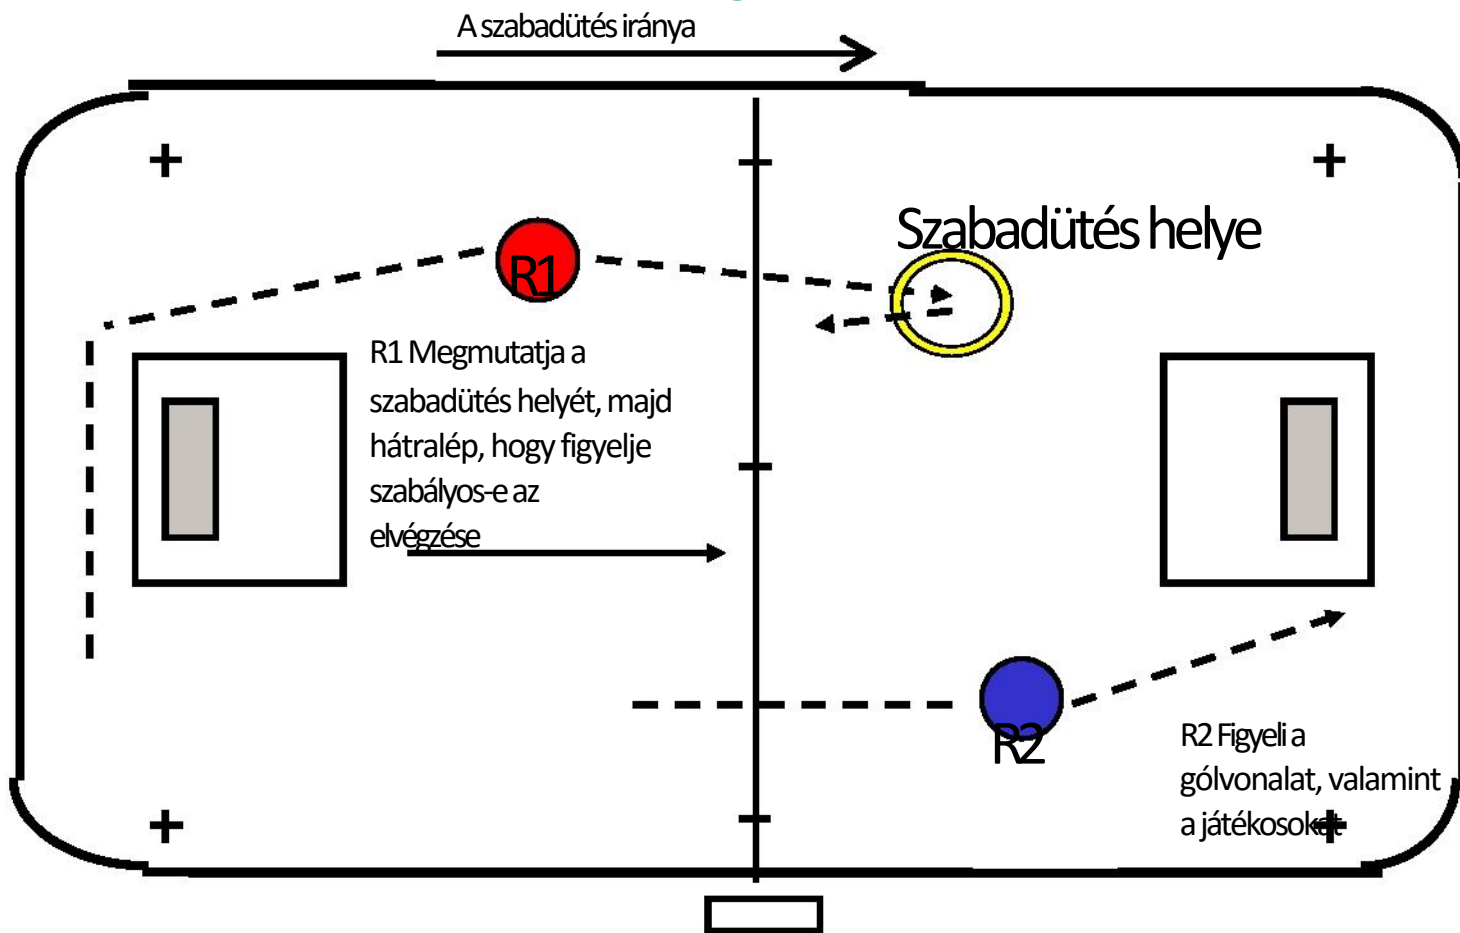 A szabadütés iránya
Szabadütés helye
R1
R1 Megmutatja a
szabadütés helyét, majd
hátralép, hogy figyelje
szabályos-e az
elvégzése
R2
R2 Figyeli a
gólvonalat, valamint
a játékosokat